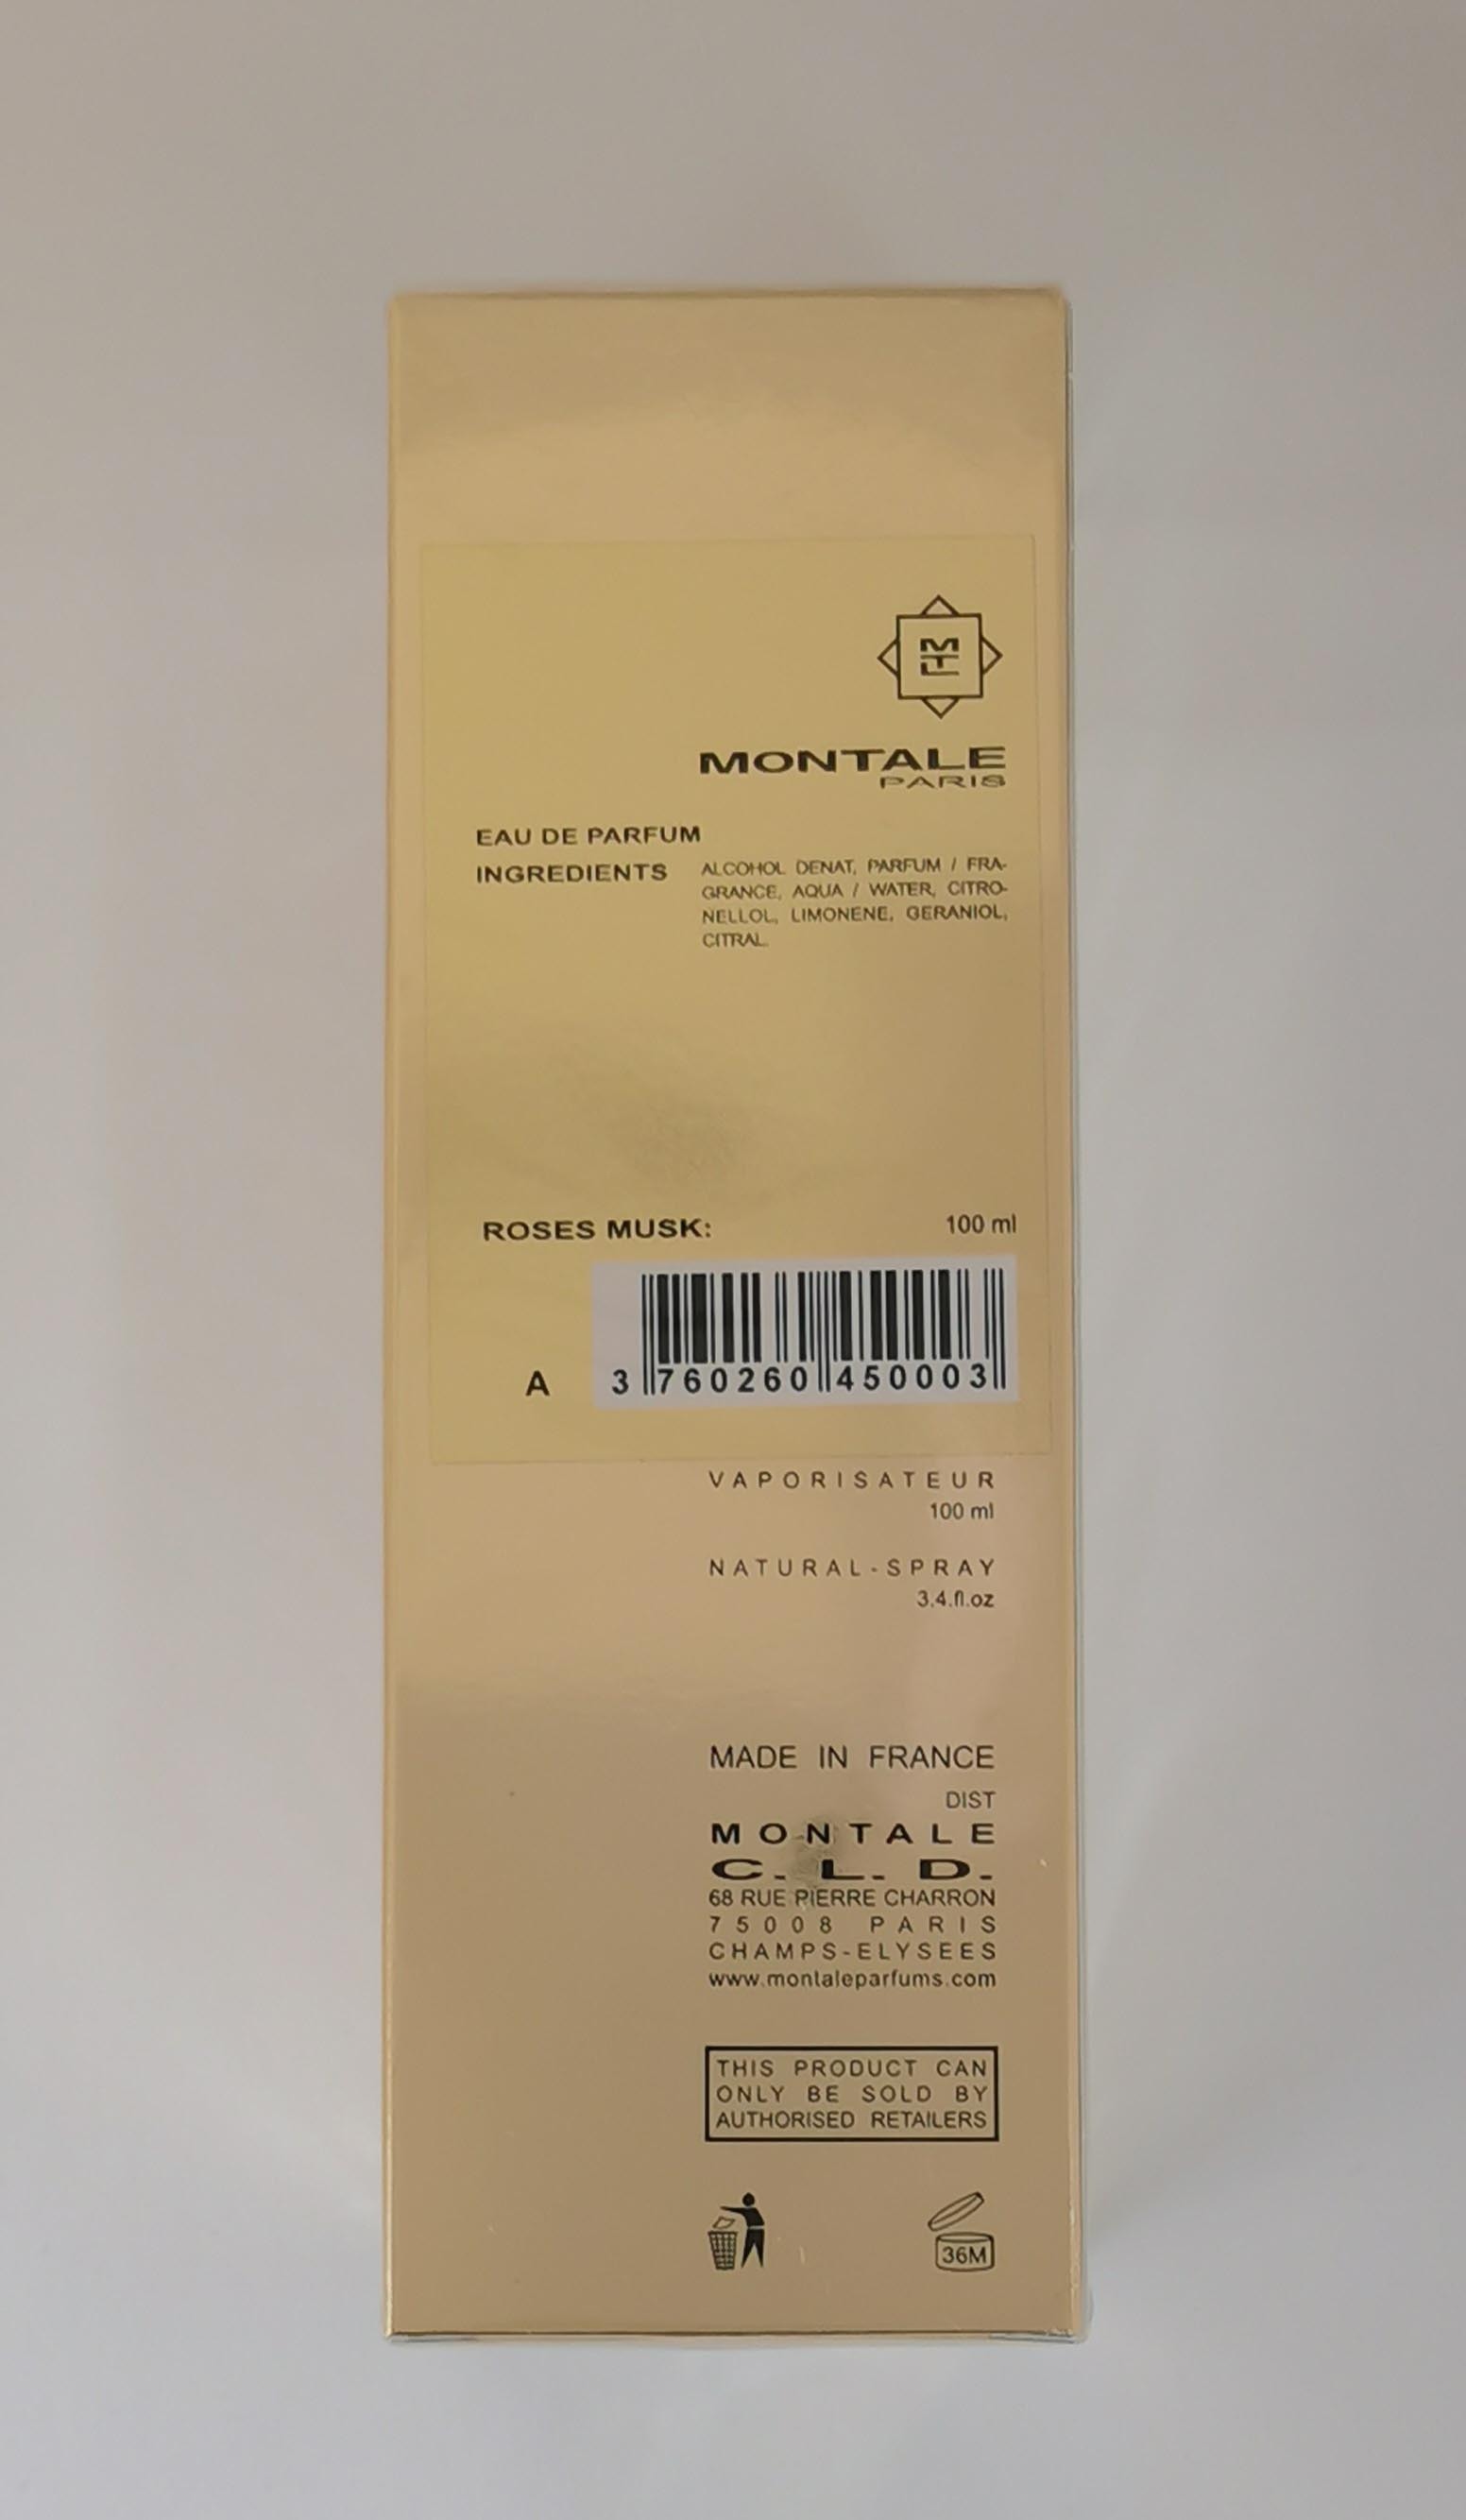 MTL
MONTALE
PARIS
EAU DE PARFUM
INGREDIENTS ALCOHOL DENAT, PARFUM / FRA-
GRANCE, AQUA / WATER, CITRO-
NELLOL, LIMONENE, GERANIOL,
CITRAL.
ROSES MUSK: 100 ml
A 3 760260 450003
VAPORISATEUR
100 ml
NATURAL-SPRAY
3.4.fl.oz
MADE IN FRANCE
DIST
MONTALE
C. L. D.
68 RUE PIERRE CHARRON
75008 PARIS
CHAMPS-ELYSEES
www.montaleparfums.com
THIS PRODUCT CAN
ONLY BE SOLD BY
AUTHORISED RETAILERS
36M